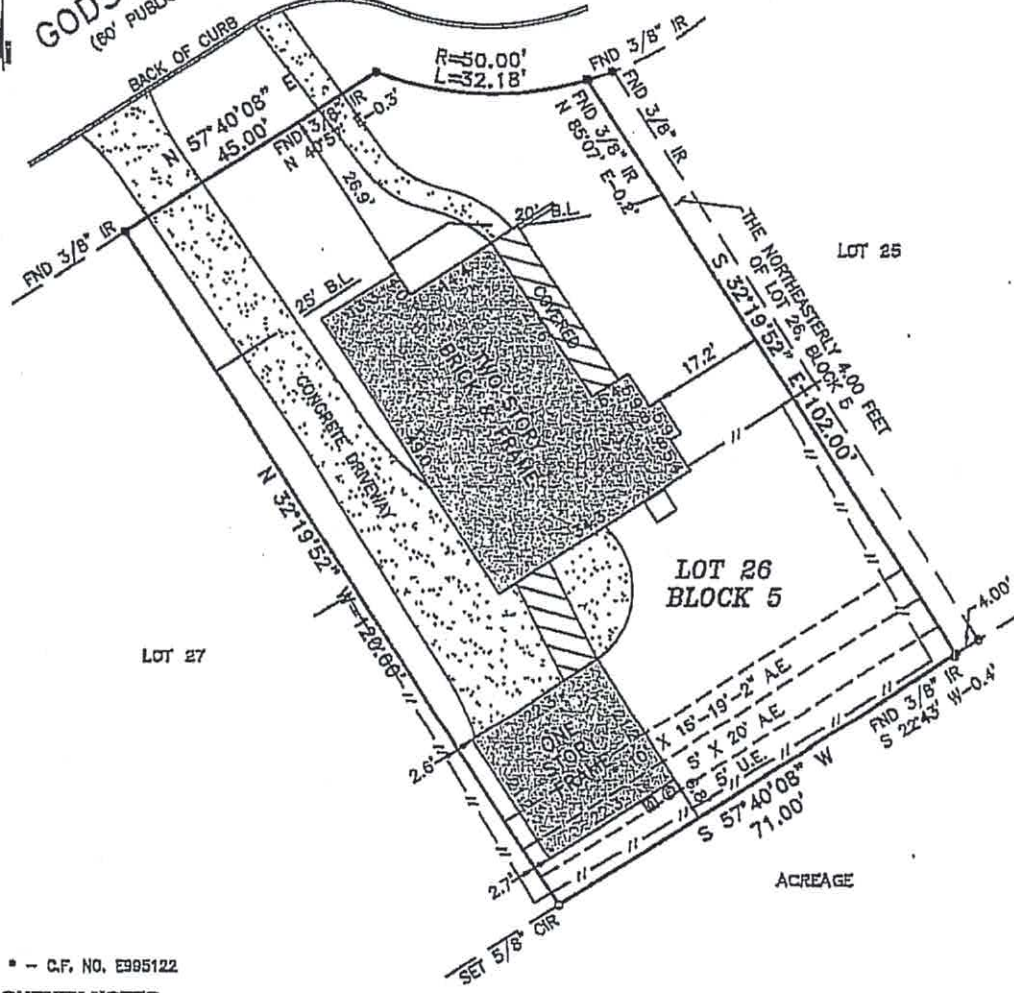 (60' PUBL
BACK OF CURB
N 57°40'08" E
45.00'
R=50.00'
L=32.18'
FND 3/8" IR
FND 3/8" IR
FND 3/8" IR
N 85°07' E-0.2'
FND 3/8" IR
26.9'
20' B.L.
25' B.L.
FND 3/8" IR
COVERED
TWO STORY
BRICK & FRAME
17.2'
THE NORTHEASTERLY 4.00 FEET
OF LOT 26, BLOCK 5
LOT 25
S 32°19'52" E-102.00'
CONCRETE DRIVEWAY
N 32°19'52" W-120.00'
LOT 26
BLOCK 5
LOT 27
4.00'
FND 3/8" IR
S 22°43' W-0.4'
X 15'-19'-2" A.E.
5' X 20' A.E.
5' U.E.
ONE
STORY
FRAME
22.3
2.6'
2.7'
S 57°40'08" W
71.00'
ACREAGE
SET 5/8" CIR
* - C.F. NO. E995122